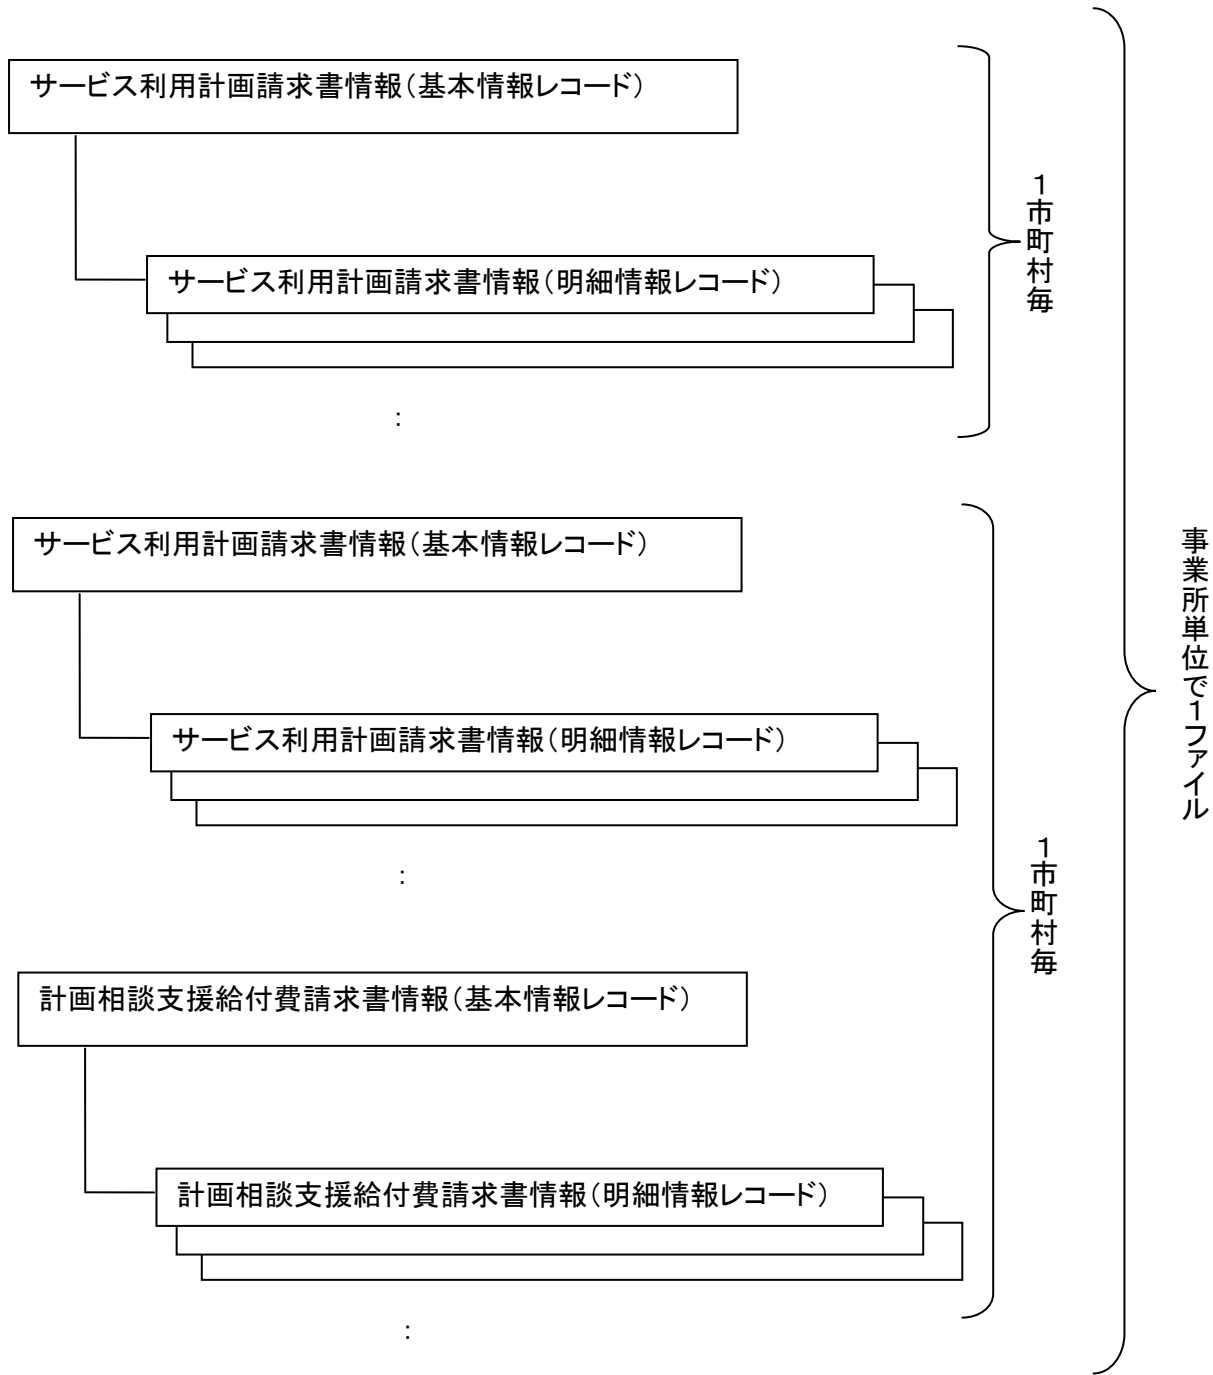 サービス利用計画請求書情報（基本情報レコード）
サービス利用計画請求書情報（明細情報レコード）
：
１市町村毎
サービス利用計画請求書情報（基本情報レコード）
サービス利用計画請求書情報（明細情報レコード）
：
計画相談支援給付費請求書情報（基本情報レコード）
計画相談支援給付費請求書情報（明細情報レコード）
：
１市町村毎
事業所単位で１ファイル